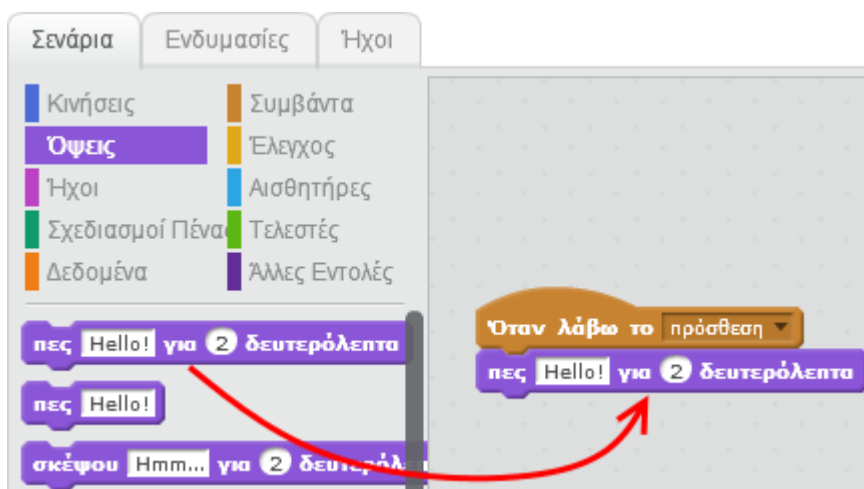 Σενάρια Ενδυμασίες Ήχοι
Κινήσεις Συμβάντα
Όψεις Έλεγχος
Ήχοι Αισθητήρες
Σχεδιασμοί Πένας Τελεστές
Δεδομένα Άλλες Εντολές
πες Hello! για 2 δευτερόλεπτα
πες Hello!
σκέψου Hmm... για 2 δευτερόλε
Όταν λάβω το πρόσθεση
πες Hello! για 2 δευτερόλεπτα